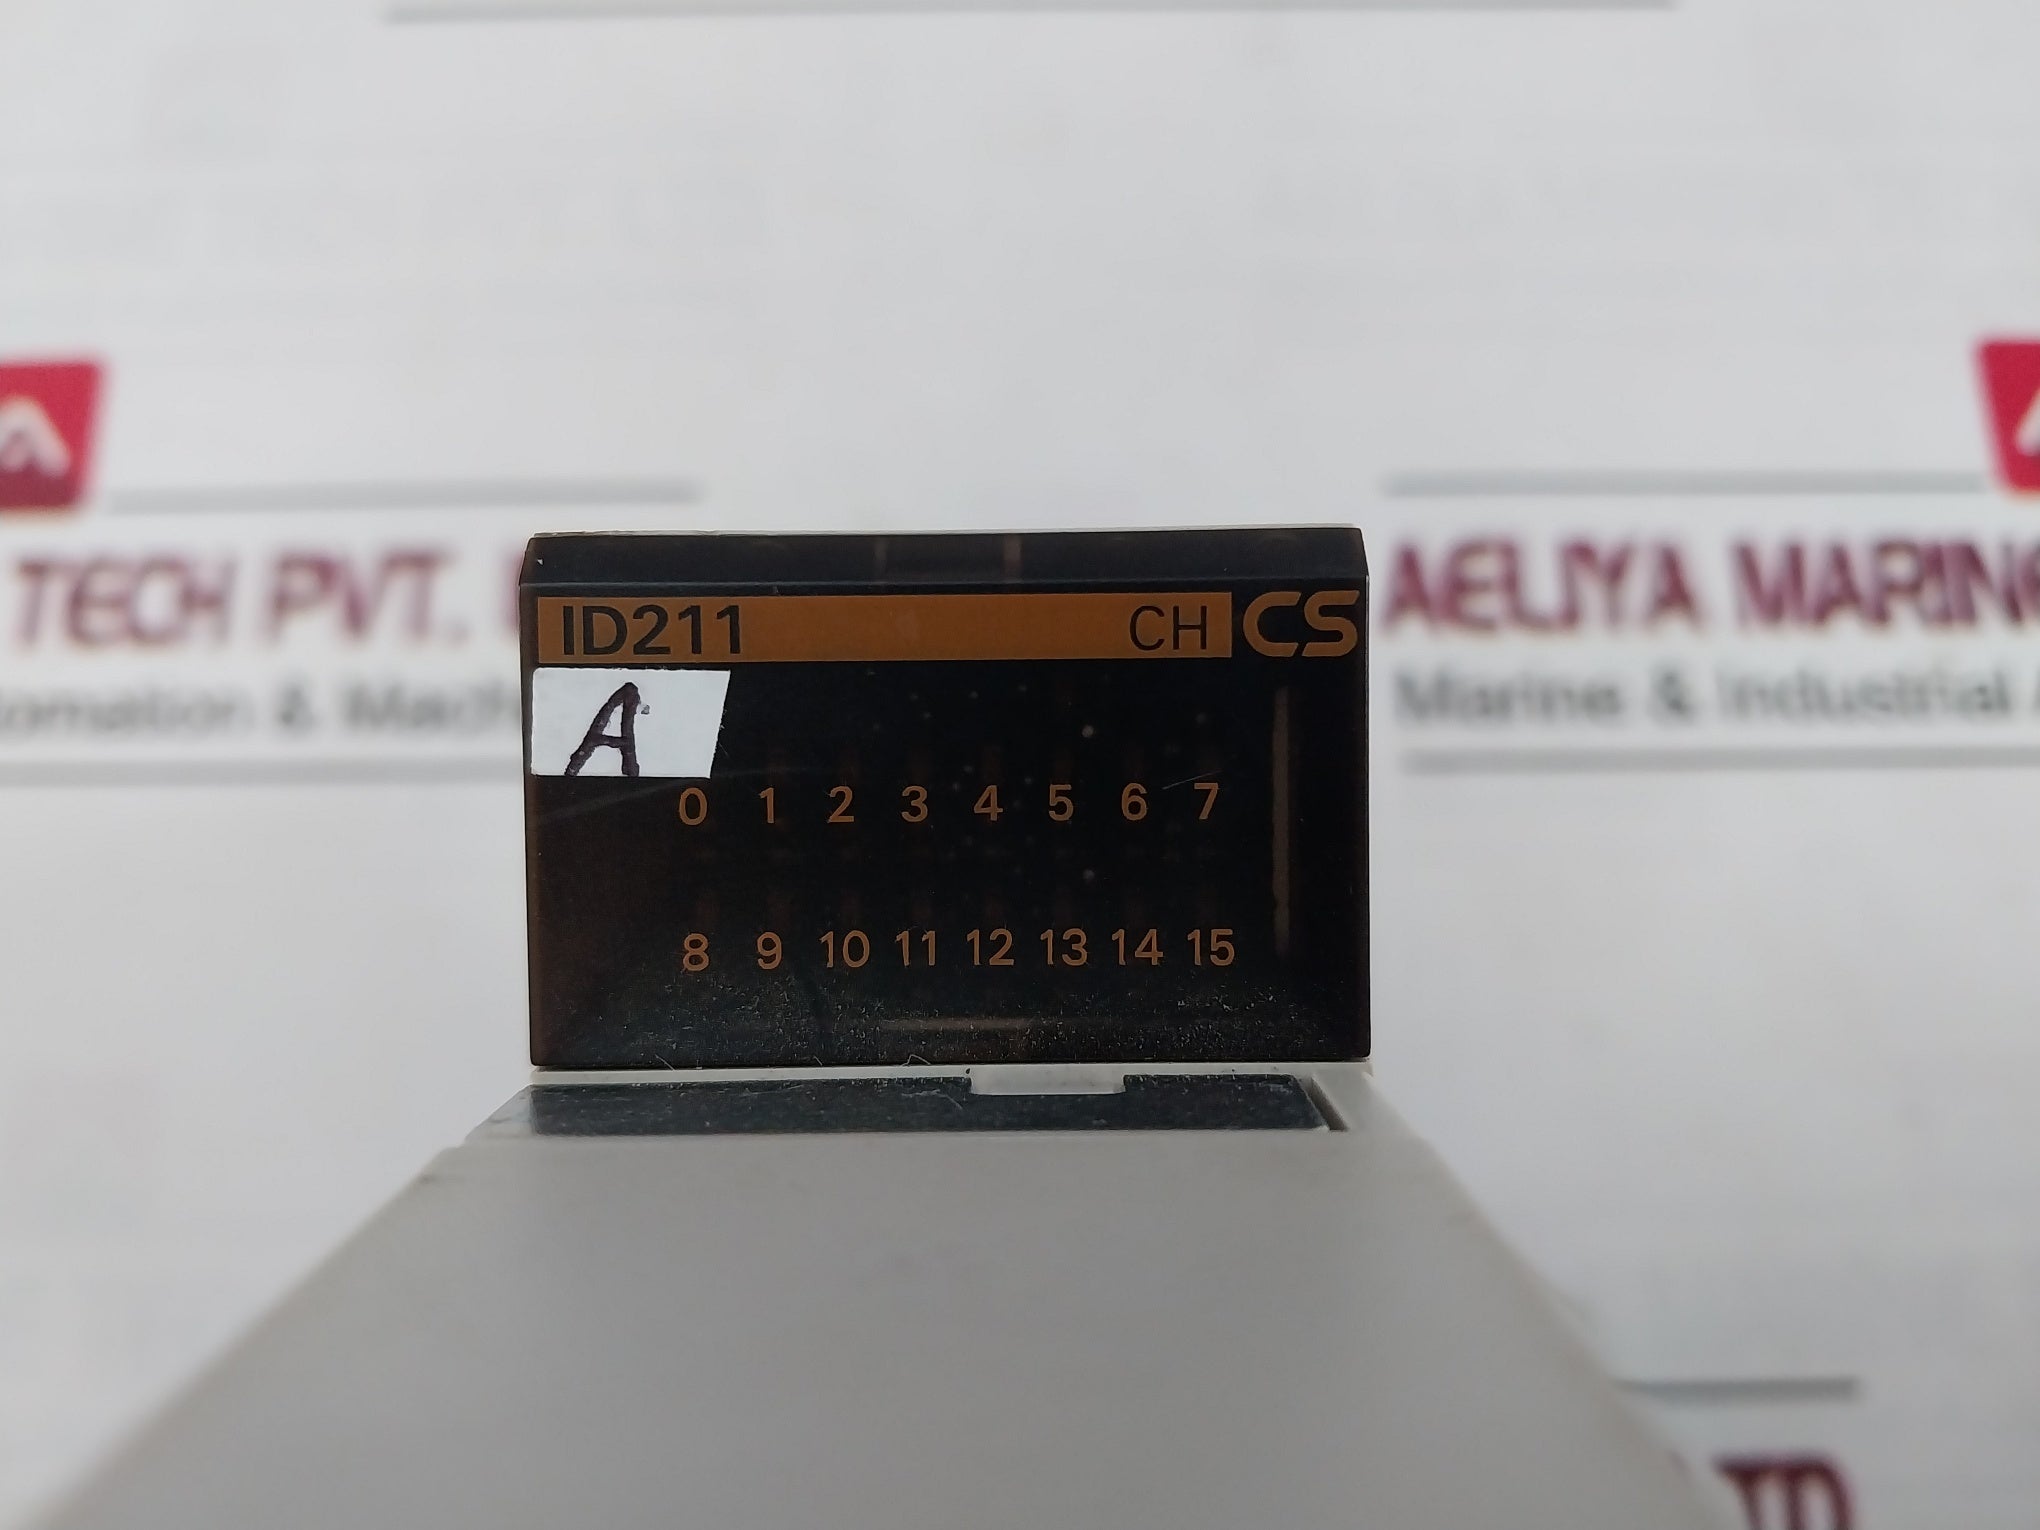 TECH PVT.
AELIYA MARINE
Marine & Industrial A
ID211 CH CS
A
0 1 2 3 4 5 6 7
8 9 10 11 12 13 14 15